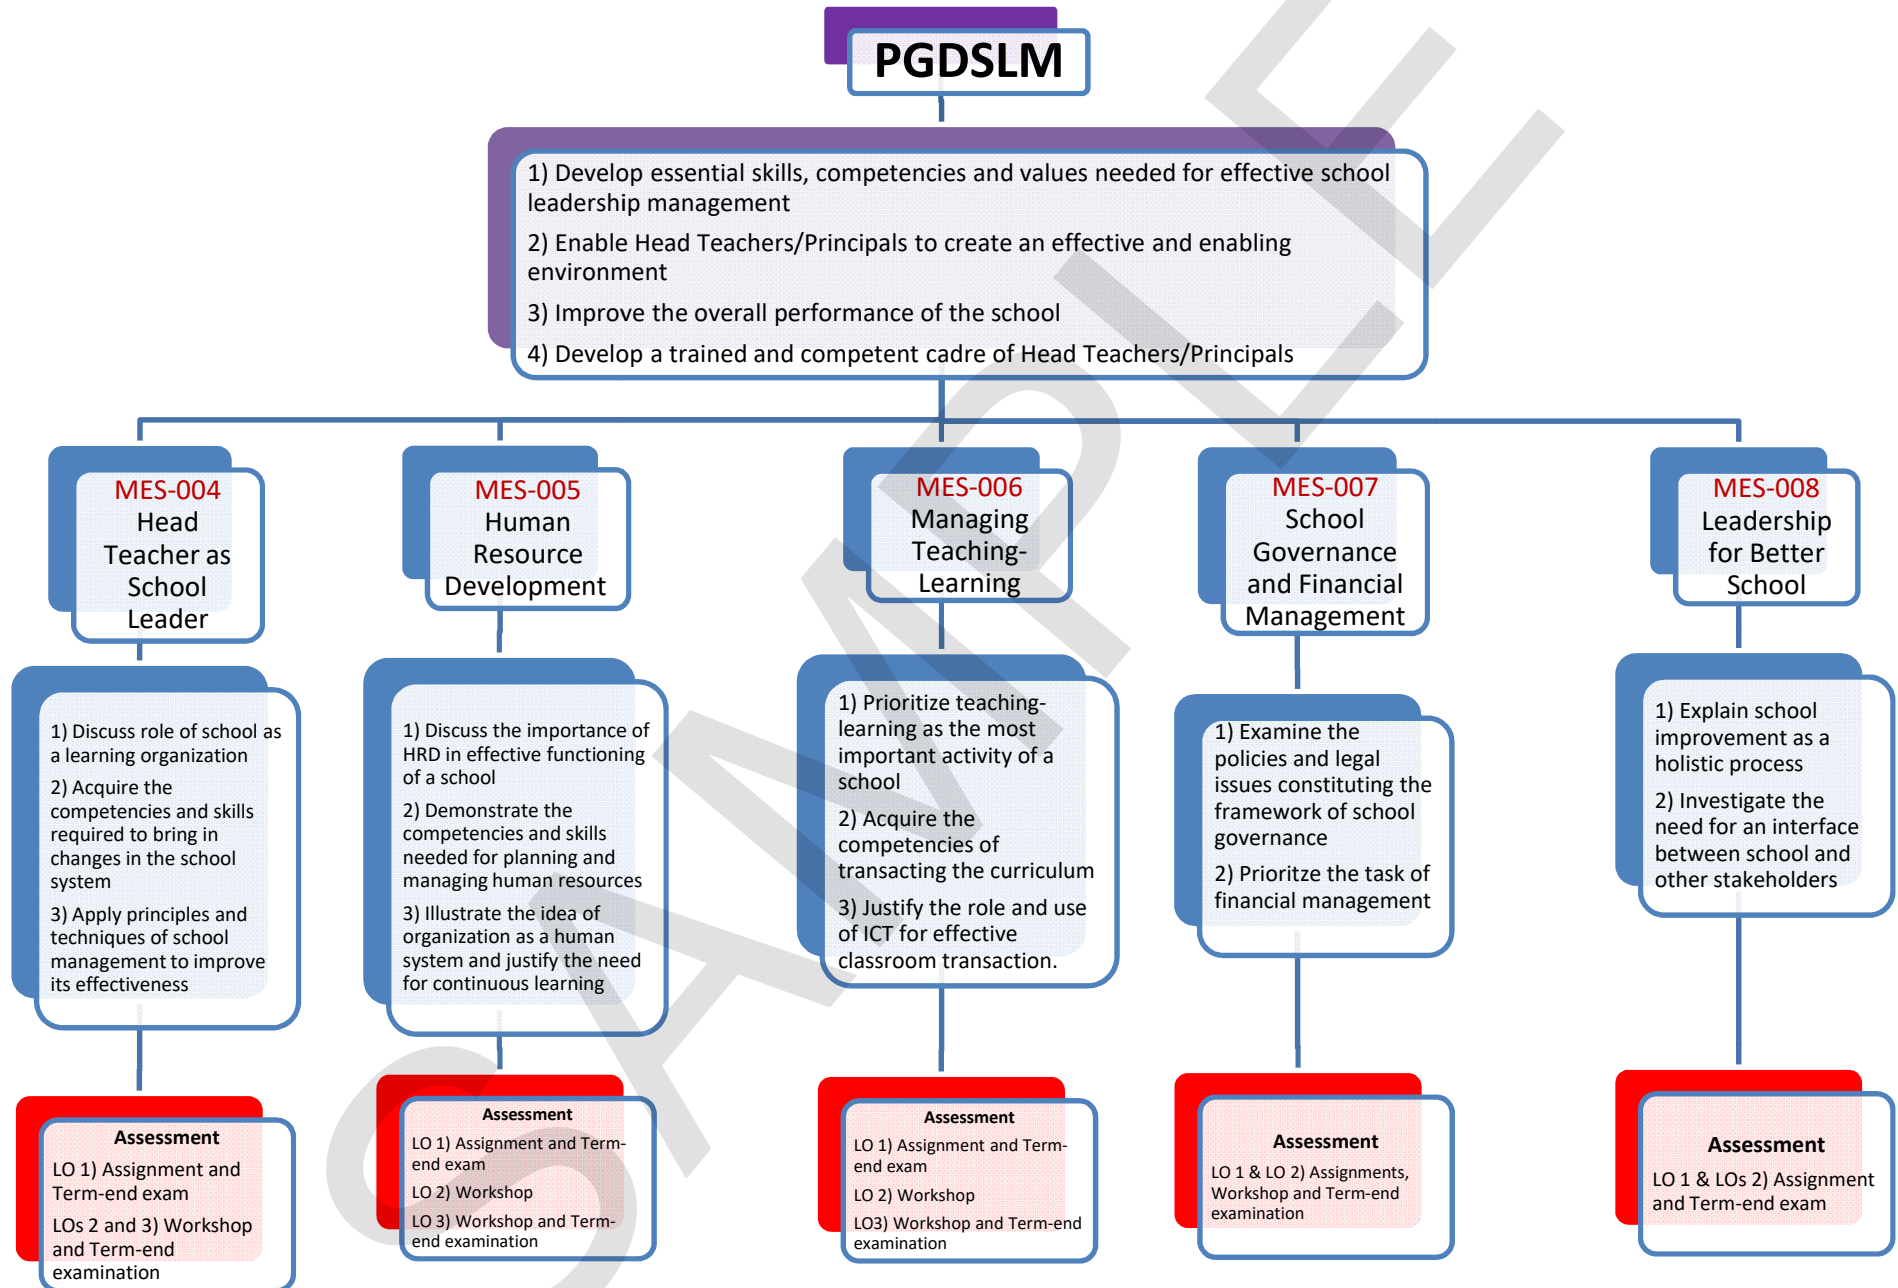 PGDSLM
1) Develop essential skills, competencies and values needed for effective school
leadership management
2) Enable Head Teachers/Principals to create an effective and enabling
environment
3) Improve the overall performance of the school
4) Develop a trained and competent cadre of Head Teachers/Principals
MES-004
Head
Teacher as
School
Leader
MES-005
Human
Resource
Development
MES-006
Managing
Teaching-
Learning
MES-007
School
Governance
and Financial
Management
MES-008
Leadership
for Better
School
1) Discuss role of school as
a learning organization
2) Acquire the
competencies and skills
required to bring in
changes in the school
system
3) Apply principles and
techniques of school
management to improve
its effectiveness
1) Discuss the importance of
HRD in effective functioning
of a school
2) Demonstrate the
competencies and skills
needed for planning and
managing human resources
3) Illustrate the idea of
organization as a human
system and justify the need
for continuous learning
1) Prioritize teaching-
learning as the most
important activity of a
school
2) Acquire the
competencies of
transacting the curriculum
3) Justify the role and use
of ICT for effective
classroom transaction.
1) Examine the
policies and legal
issues constituting the
framework of school
governance
2) Prioritze the task of
financial management
1) Explain school
improvement as a
holistic process
2) Investigate the
need for an interface
between school and
other stakeholders
Assessment
LO 1) Assignment and
Term-end exam
LOs 2 and 3) Workshop
and Term-end
examination
Assessment
LO 1) Assignment and Term-
end exam
LO 2) Workshop
LO 3) Workshop and Term-
end examination
Assessment
LO 1) Assignment and Term-
end exam
LO 2) Workshop
LO3) Workshop and Term-end
examination
Assessment
LO 1 & LO 2) Assignments,
Workshop and Term-end
examination
Assessment
LO 1 & LOs 2) Assignment
and Term-end exam
SAMPLE